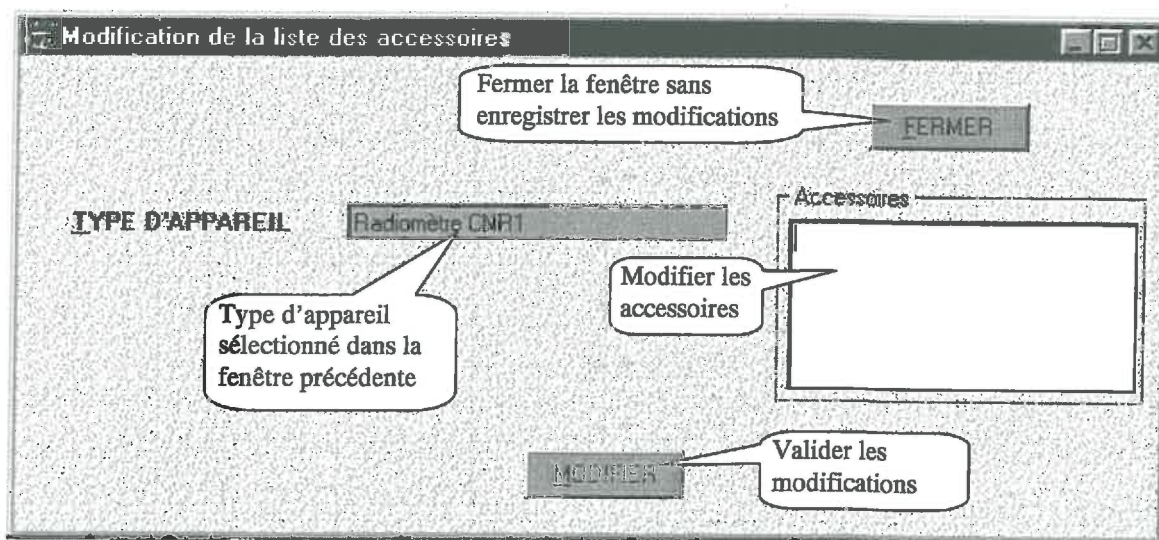 Modification de la liste des accessoires
Fermer la fenêtre sans
enregistrer les modifications
FERMER
TYPE D'APPAREIL
Radiomètre CNR1
Accessoires
Modifier les
accessoires
Type d'appareil
sélectionné dans la
fenêtre précédente
MODIFIER
Valider les
modifications